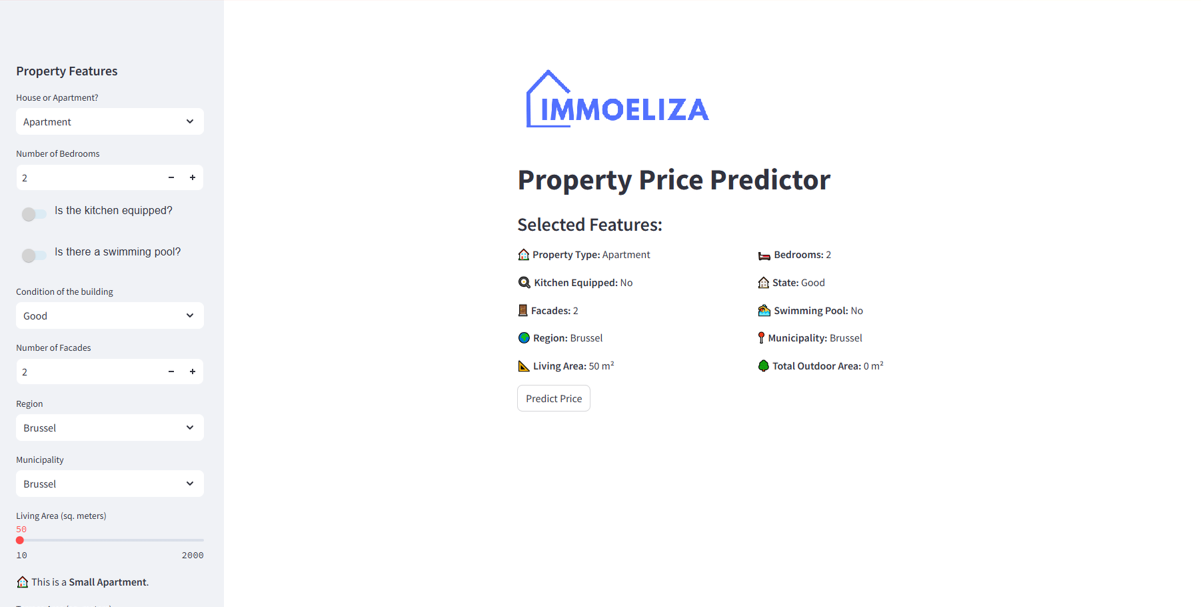 Property Features
House or Apartment?
Apartment
Number of Bedrooms
2 - +
Is the kitchen equipped?
Is there a swimming pool?
Condition of the building
Good
Number of Facades
2 - +
Region
Brussel
Municipality
Brussel
Living Area (sq. meters)
50
10 2000
This is a Small Apartment.
IMMOELIZA
Property Price Predictor
Selected Features:
Property Type: Apartment
Bedrooms: 2
Kitchen Equipped: No
State: Good
Facades: 2
Swimming Pool: No
Region: Brussel
Municipality: Brussel
Living Area: 50 m²
Total Outdoor Area: 0 m²
Predict Price